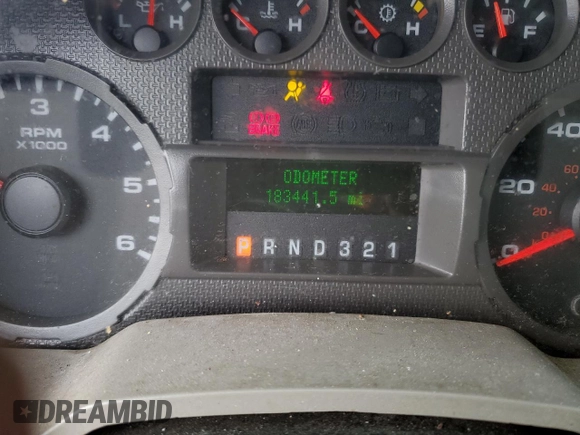 L H
C H
C H
E F
3
4
RPM
X1000
5
6
ODOMETER
183441.5 mi
P R N D 3 2 1
40
60
20
40
20
0
DREAMBID